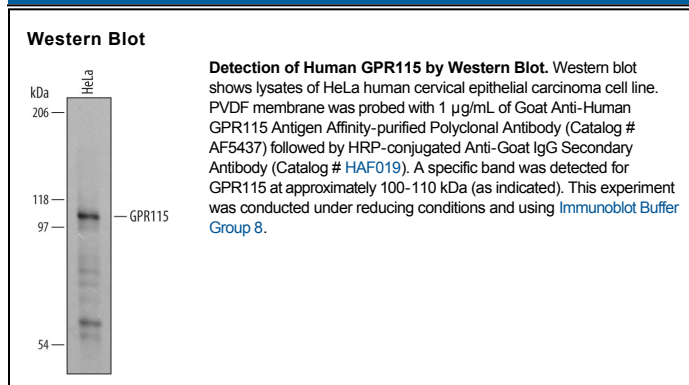 Western Blot
HeLa
kDa
206
118
97
54
GPR115
Detection of Human GPR115 by Western Blot. Western blot
shows lysates of HeLa human cervical epithelial carcinoma cell line.
PVDF membrane was probed with 1 µg/mL of Goat Anti-Human
GPR115 Antigen Affinity-purified Polyclonal Antibody (Catalog #
AF5437) followed by HRP-conjugated Anti-Goat IgG Secondary
Antibody (Catalog # HAF019). A specific band was detected for
GPR115 at approximately 100-110 kDa (as indicated). This experiment
was conducted under reducing conditions and using Immunoblot Buffer
Group 8.